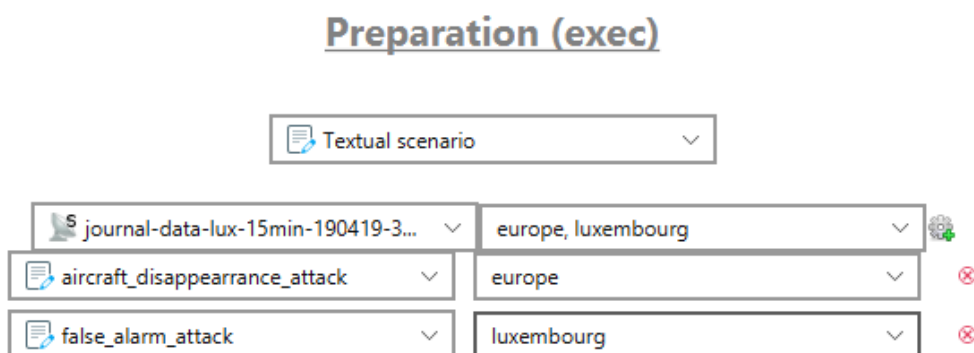 Preparation (exec)
Textual scenario
S journal-data-lux-15min-190419-3... europe, luxembourg
aircraft_disappearrance_attack europe
false_alarm_attack luxembourg